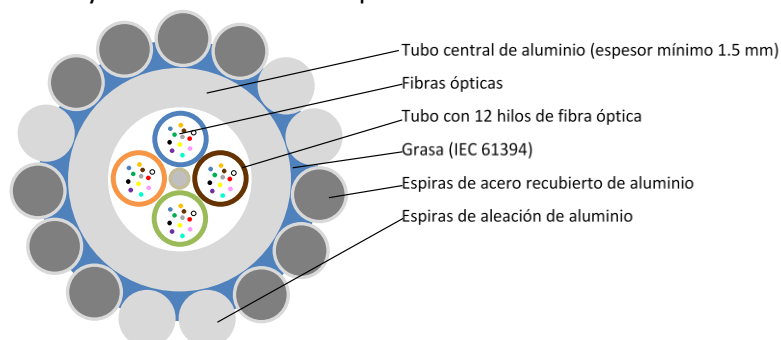 Tubo central de aluminio (espesor mínimo 1.5 mm)
Fibras ópticas
Tubo con 12 hilos de fibra óptica
Grasa (IEC 61394)
Espiras de acero recubierto de aluminio
Espiras de aleación de aluminio